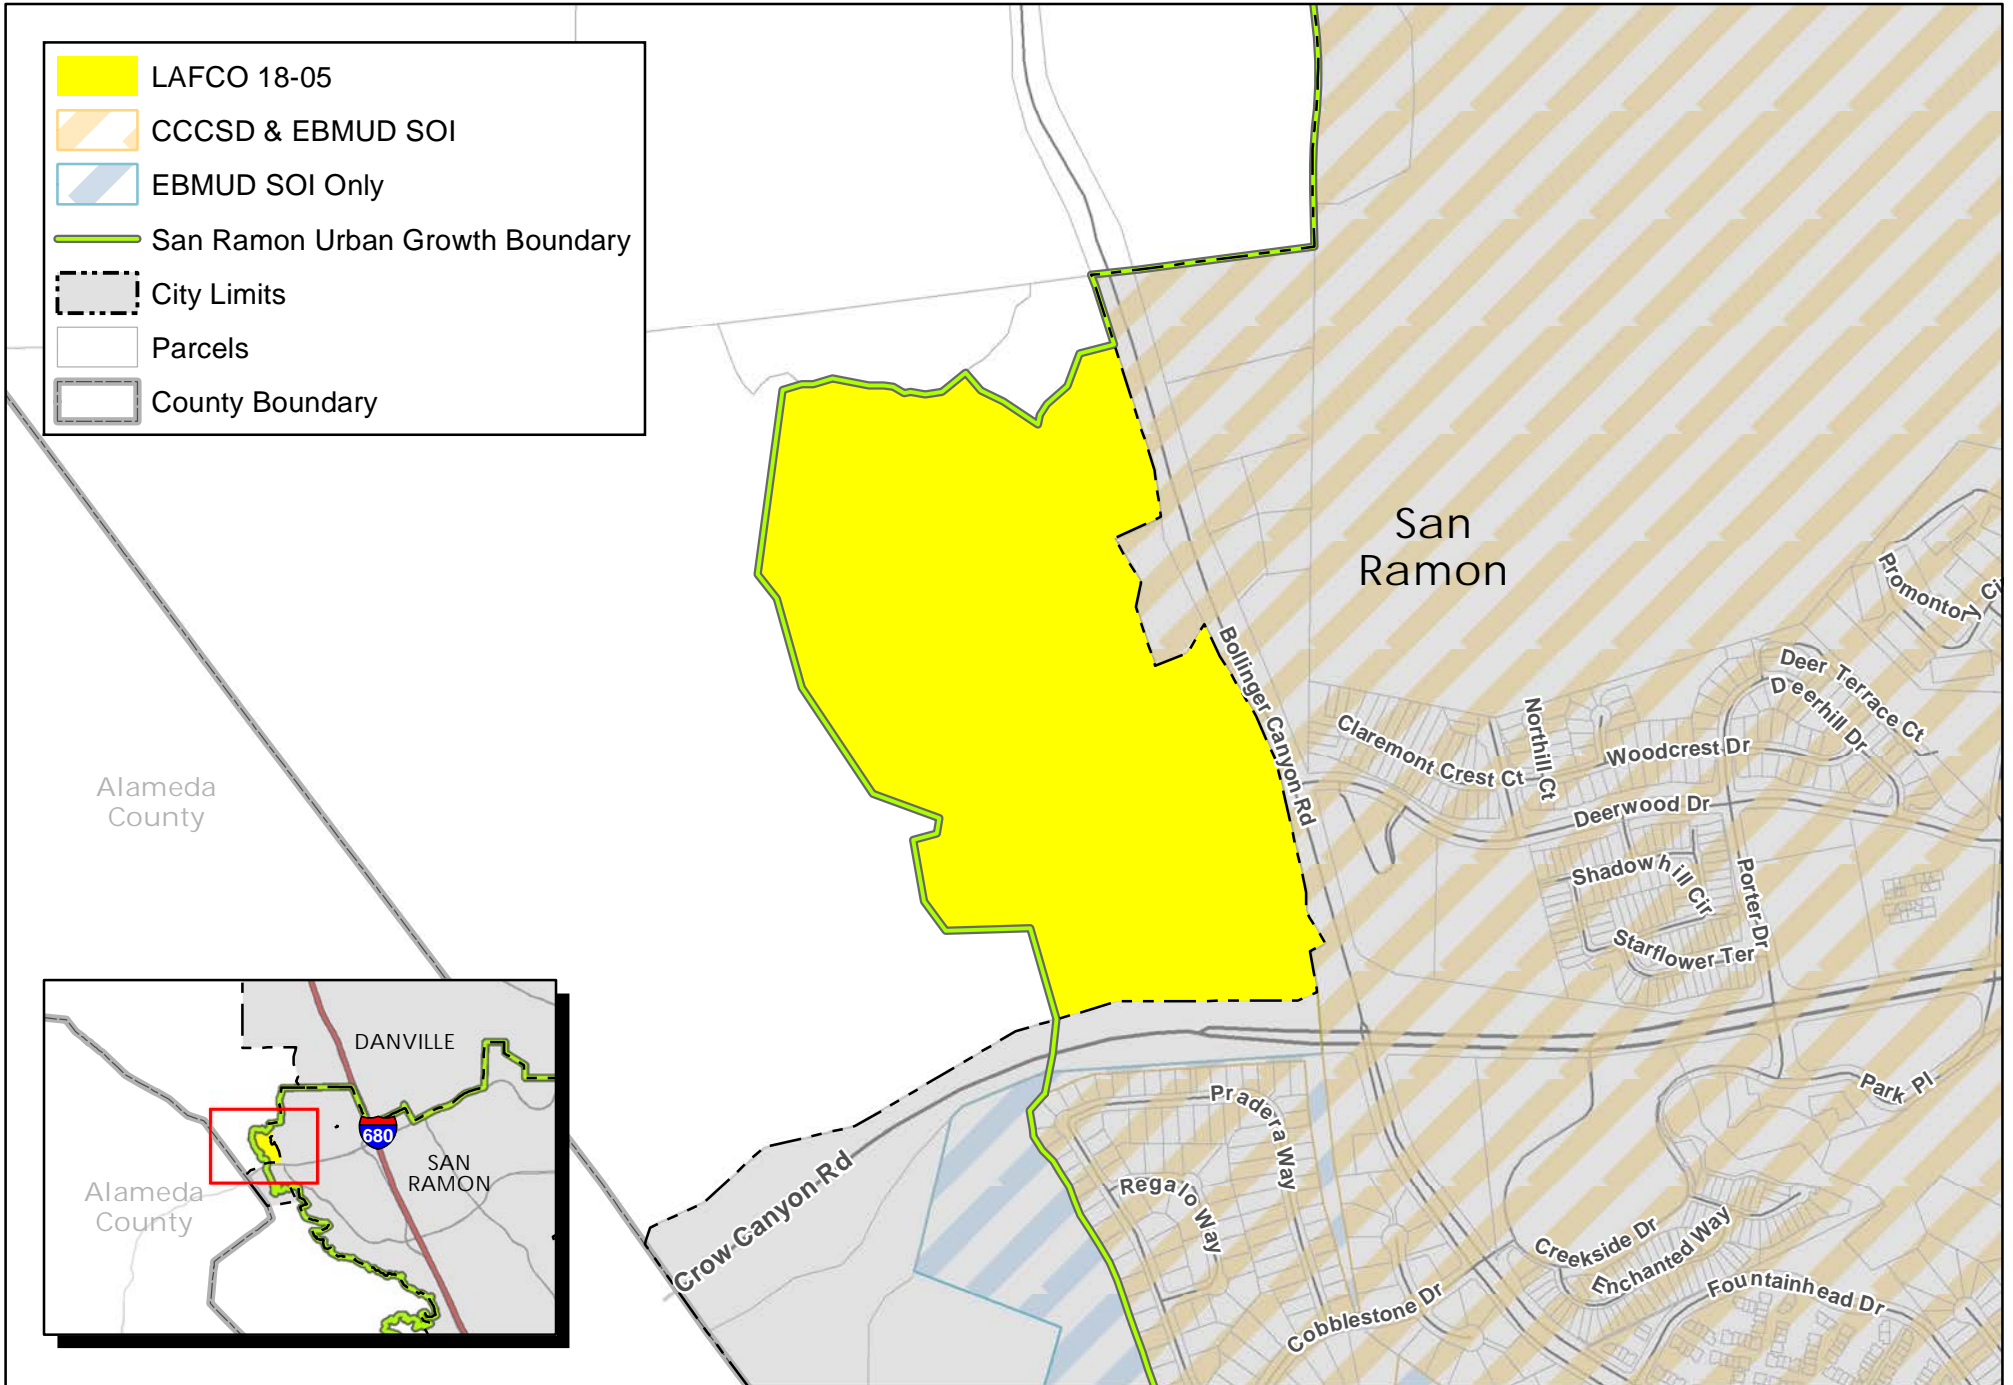 LAFCO 18-05
CCCSD & EBMUD SOI
EBMUD SOI Only
San Ramon Urban Growth Boundary
City Limits
Parcels
County Boundary
San
Ramon
Promontory Cir
Deer Terrace Ct
Deerhill Dr
Bollinger Canyon Rd
Claremont Crest Ct
Northill Ct
Woodcrest Dr
Deerwood Dr
Shadowhill Cir
Porter Dr
Starflower Ter
Alameda
County
Park Pl
Pradera Way
Regalo Way
Crow Canyon Rd
Creekside Dr
Enchanted Way
Fountainhead Dr
Cobblestone Dr
DANVILLE
680
SAN
RAMON
Alameda
County